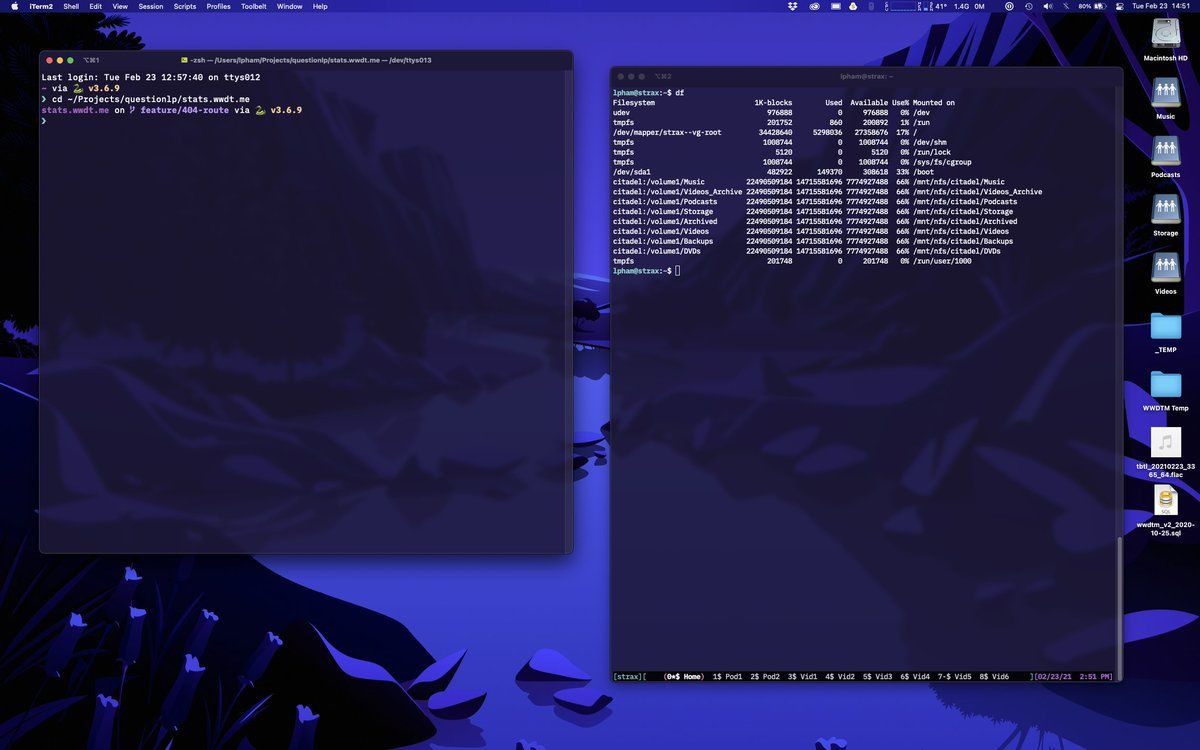 iTerm2 Shell Edit View Session Scripts Profiles Toolbelt Window Help
41° 1.4G 0M 80% Tue Feb 23 14:51
⌥⌘1 -zsh — /Users/lpham/Projects/questionlp/stats.wwdt.me — /dev/ttys013
Last login: Tue Feb 23 12:57:40 on ttys012
~ via 🐍 v3.6.9
❯ cd ~/Projects/questionlp/stats.wwdt.me
stats.wwdt.me on feature/404-route via 🐍 v3.6.9
❯
⌥⌘2 lpham@strax: ~
lpham@strax:~$ df
Filesystem 1K-blocks Used Available Use% Mounted on
udev 976888 0 976888 0% /dev
tmpfs 201752 860 200892 1% /run
/dev/mapper/strax--vg-root 34428640 5298036 27358676 17% /
tmpfs 1008744 0 1008744 0% /dev/shm
tmpfs 5120 0 5120 0% /run/lock
tmpfs 1008744 0 1008744 0% /sys/fs/cgroup
/dev/sda1 482922 149370 308618 33% /boot
citadel:/volume1/Music 22490509184 14715581696 7774927488 66% /mnt/nfs/citadel/Music
citadel:/volume1/Videos_Archive 22490509184 14715581696 7774927488 66% /mnt/nfs/citadel/Videos_Archive
citadel:/volume1/Podcasts 22490509184 14715581696 7774927488 66% /mnt/nfs/citadel/Podcasts
citadel:/volume1/Storage 22490509184 14715581696 7774927488 66% /mnt/nfs/citadel/Storage
citadel:/volume1/Archived 22490509184 14715581696 7774927488 66% /mnt/nfs/citadel/Archived
citadel:/volume1/Videos 22490509184 14715581696 7774927488 66% /mnt/nfs/citadel/Videos
citadel:/volume1/Backups 22490509184 14715581696 7774927488 66% /mnt/nfs/citadel/Backups
citadel:/volume1/DVDs 22490509184 14715581696 7774927488 66% /mnt/nfs/citadel/DVDs
tmpfs 201748 0 201748 0% /run/user/1000
lpham@strax:~$
[strax][ (0*$ Home) 1$ Pod1 2$ Pod2 3$ Vid1 4$ Vid2 5$ Vid3 6$ Vid4 7-$ Vid5 8$ Vid6 ][02/23/21 2:51 PM]
Macintosh HD
Music
Podcasts
Storage
Videos
_TEMP
WWDTM Temp
tbtl_20210223_33
65_64.flac
SQL
wwdtm_v2_2020-
10-25.sql